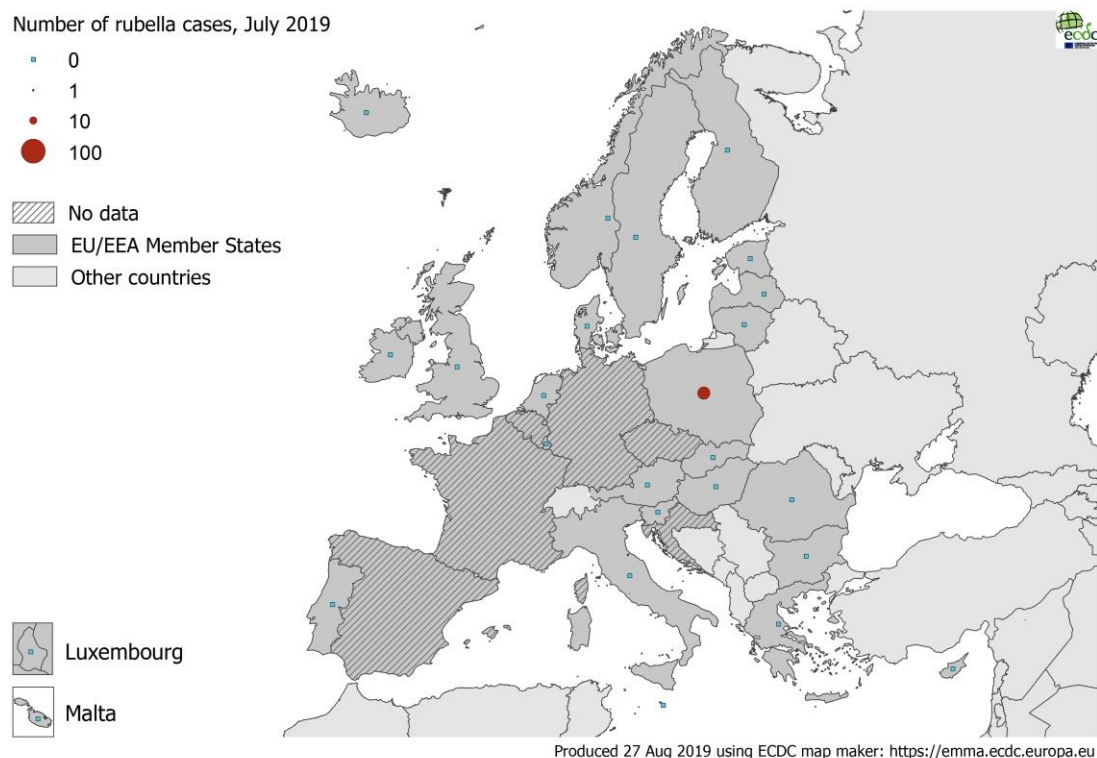 Number of rubella cases, July 2019
0
1
10
100
No data
EU/EEA Member States
Other countries
Luxembourg
Malta
ecdc
Produced 27 Aug 2019 using ECDC map maker: https://emma.ecdc.europa.eu